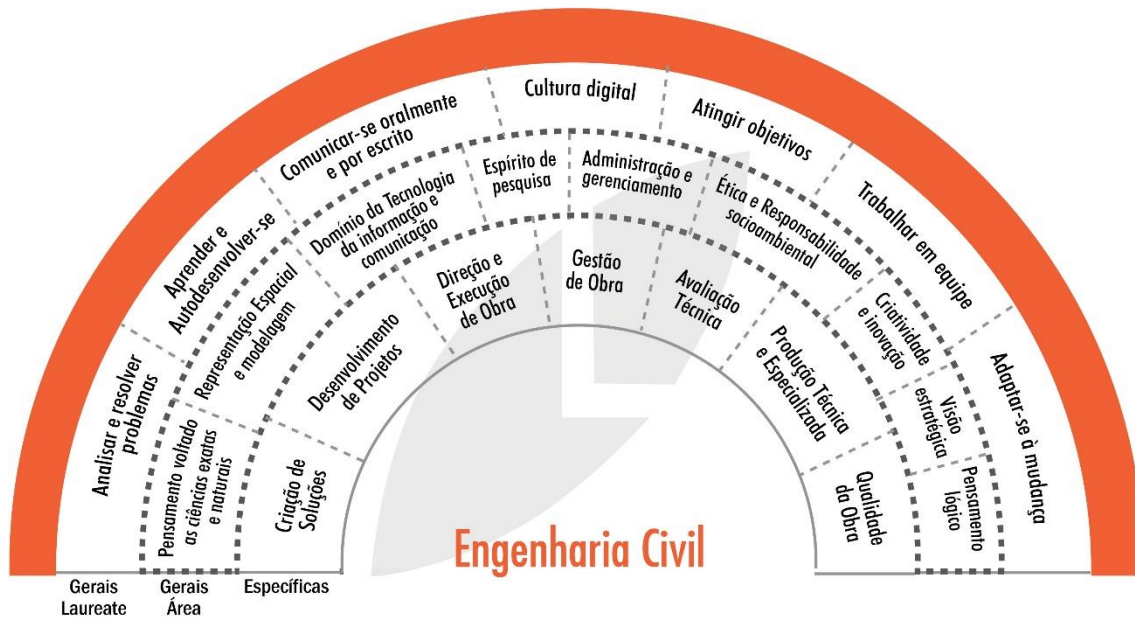 Analisar e resolver
problemas
Aprender e
Autodesenvolver-se
Comunicar-se oralmente
e por escrito
Cultura digital
Atingir objetivos
Trabalhar em equipe
Adaptar-se à mudança
Pensamento voltado
as ciências exatas
e naturais
Representação Espacial
e modelagem
Domínio da Tecnologia
da informação e
comunicação
Espírito de
pesquisa
Administração e
gerenciamento
Ética e Responsabilidade
socioambiental
Criatividade
e inovação
Visão
estratégica
Pensamento
lógico
Criação de
Soluções
Desenvolvimento
de Projetos
Direção e
Execução
de Obra
Gestão
de Obra
Avaliação
Técnica
Produção Técnica
e Especializada
Qualidade
da Obra
Engenharia Civil
Gerais
Laureate
Gerais
Área
Específicas